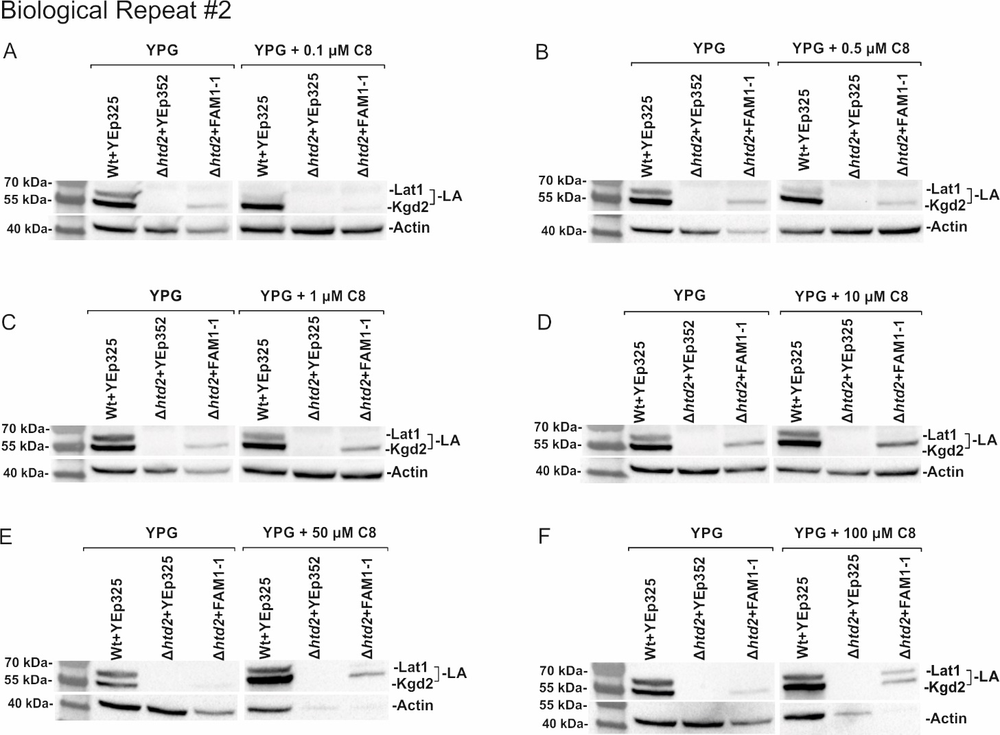 Biological Repeat #2
A
YPG
YPG + 0.1 µM C8
Wt+YEp325
Δhtd2+YEp352
Δhtd2+FAM1-1
Wt+YEp325
Δhtd2+YEp325
Δhtd2+FAM1-1
70 kDa-
55 kDa-
40 kDa-
-Lat1
-Kgd2
-LA
-Actin
B
YPG
YPG + 0.5 µM C8
Wt+YEp325
Δhtd2+YEp352
Δhtd2+FAM1-1
Wt+YEp325
Δhtd2+YEp325
Δhtd2+FAM1-1
70 kDa-
55 kDa-
40 kDa-
-Lat1
-Kgd2
-LA
-Actin
C
YPG
YPG + 1 µM C8
Wt+YEp325
Δhtd2+YEp352
Δhtd2+FAM1-1
Wt+YEp325
Δhtd2+YEp325
Δhtd2+FAM1-1
70 kDa-
55 kDa-
40 kDa-
-Lat1
-Kgd2
-LA
-Actin
D
YPG
YPG + 10 µM C8
Wt+YEp325
Δhtd2+YEp352
Δhtd2+FAM1-1
Wt+YEp325
Δhtd2+YEp325
Δhtd2+FAM1-1
70 kDa-
55 kDa-
40 kDa-
-Lat1
-Kgd2
-LA
-Actin
E
YPG
YPG + 50 µM C8
Wt+YEp325
Δhtd2+YEp325
Δhtd2+FAM1-1
Wt+YEp325
Δhtd2+YEp352
Δhtd2+FAM1-1
70 kDa-
55 kDa-
40 kDa-
-Lat1
-Kgd2
-LA
-Actin
F
YPG
YPG + 100 µM C8
Wt+YEp325
Δhtd2+YEp352
Δhtd2+FAM1-1
Wt+YEp325
Δhtd2+YEp325
Δhtd2+FAM1-1
70 kDa-
55 kDa-
55 kDa-
40 kDa-
-Lat1
-Kgd2
-LA
-Actin